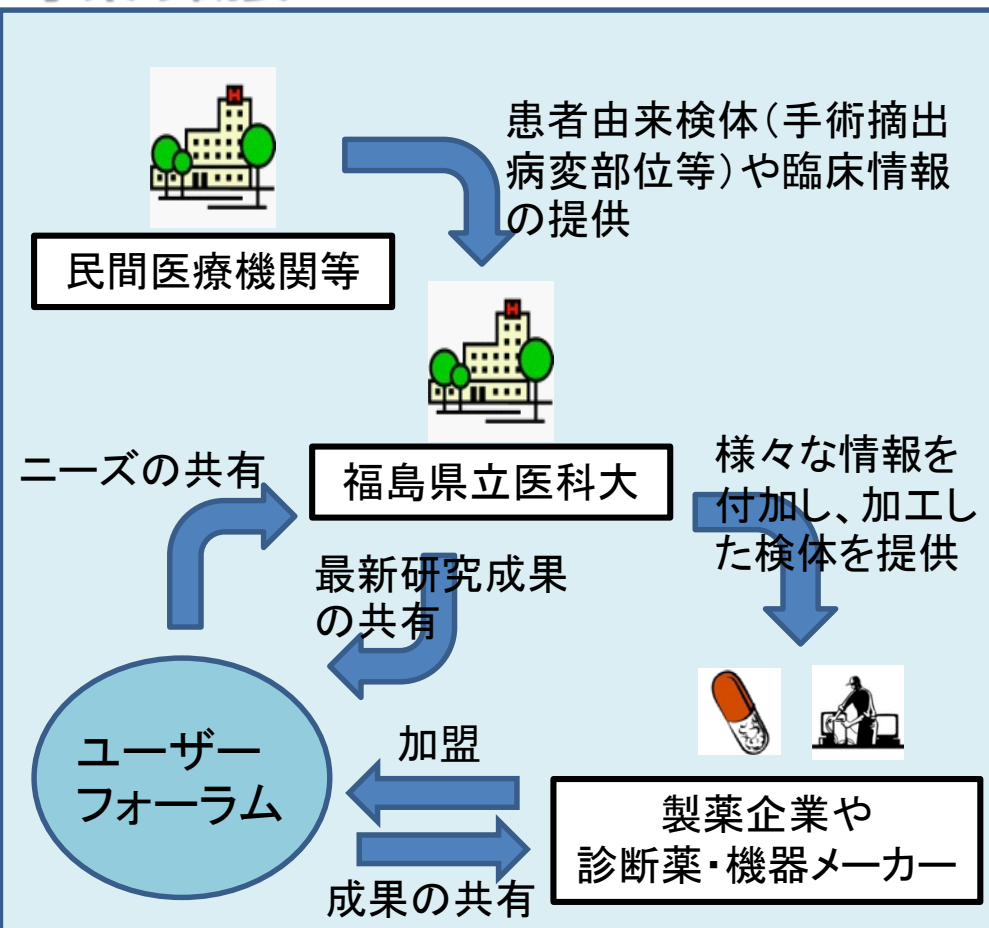 患者由来検体（手術摘出
病変部位等）や臨床情報
の提供
民間医療機関等
福島県立医科大
ニーズの共有
様々な情報を
付加し、加工し
た検体を提供
最新研究成果
の共有
ユーザー
フォーラム
加盟
成果の共有
製薬企業や
診断薬・機器メーカー